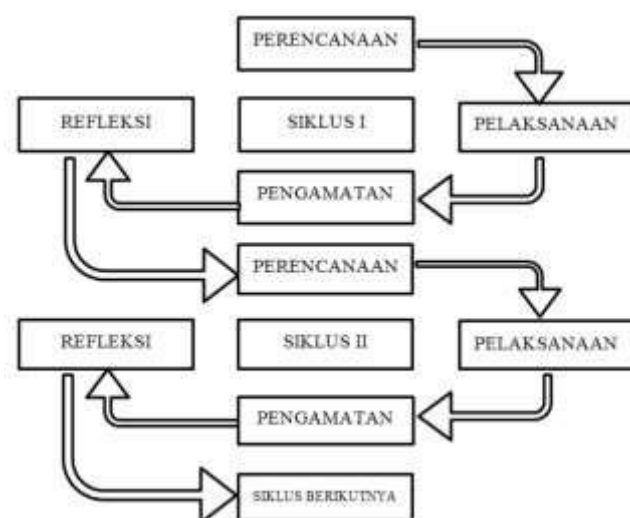 PERENCANAAN
REFLEKSI
SIKLUS I
PELAKSANAAN
PENGAMATAN
PERENCANAAN
REFLEKSI
SIKLUS II
PELAKSANAAN
PENGAMATAN
SIKLUS BERIKUTNYA